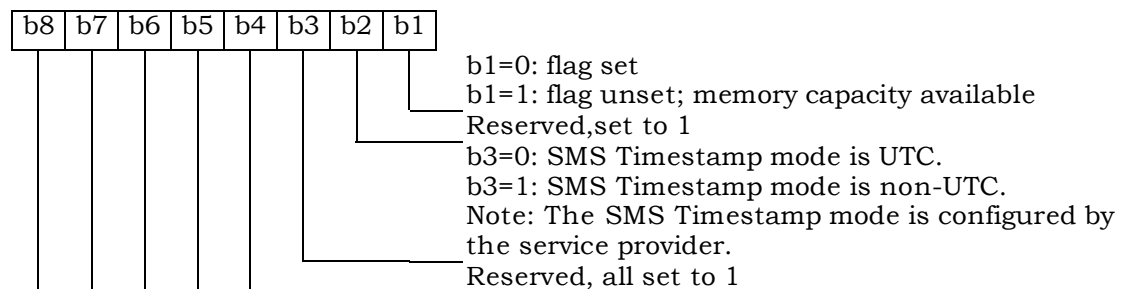 b8 b7 b6 b5 b4 b3 b2 b1
b1=0: flag set
b1=1: flag unset; memory capacity available
Reserved,set to 1
b3=0: SMS Timestamp mode is UTC.
b3=1: SMS Timestamp mode is non-UTC.
Note: The SMS Timestamp mode is configured by
the service provider.
Reserved, all set to 1